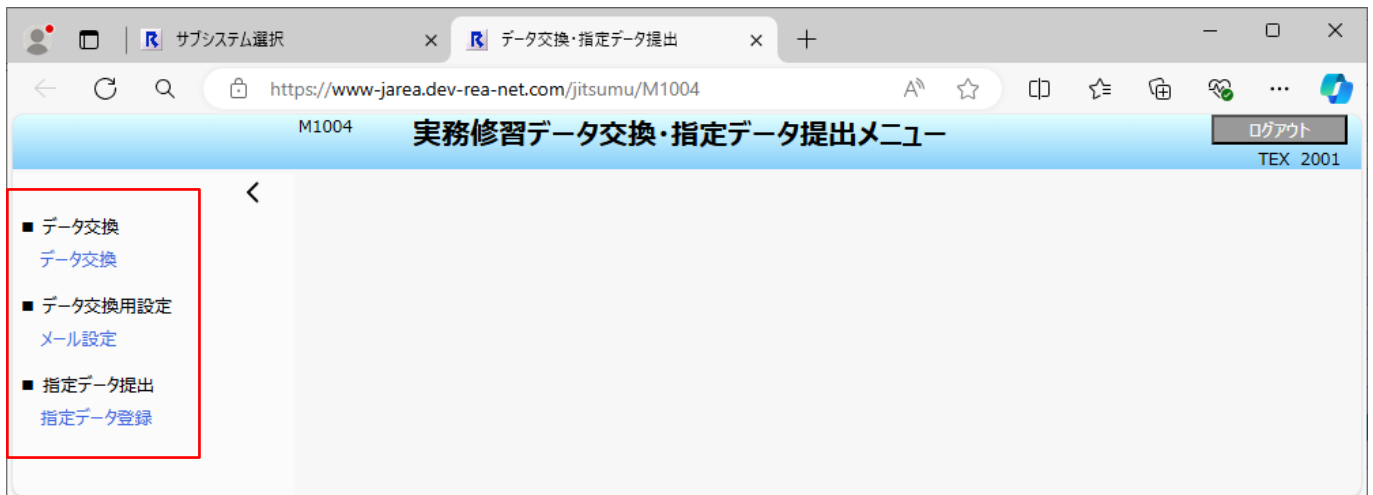 サブシステム選択
データ交換・指定データ提出
https://www-jarea.dev-rea-net.com/jitsumu/M1004
M1004 実務修習データ交換・指定データ提出メニュー ログアウト
TEX 2001
■ データ交換
データ交換
■ データ交換用設定
メール設定
■ 指定データ提出
指定データ登録